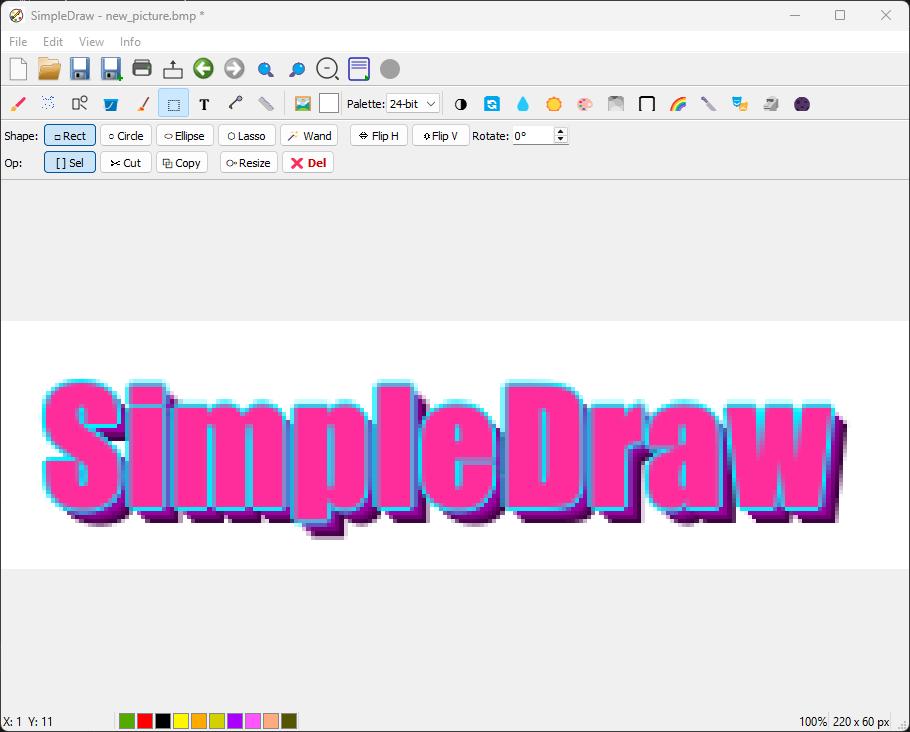 SimpleDraw - new_picture.bmp *
File Edit View Info
T Palette: 24-bit
Shape: Rect Circle Ellipse Lasso Wand Flip H Flip V Rotate: 0°
Op: [ ] Sel Cut Copy Resize Del
SimpleDraw
X: 1 Y: 11 100% 220 x 60 px